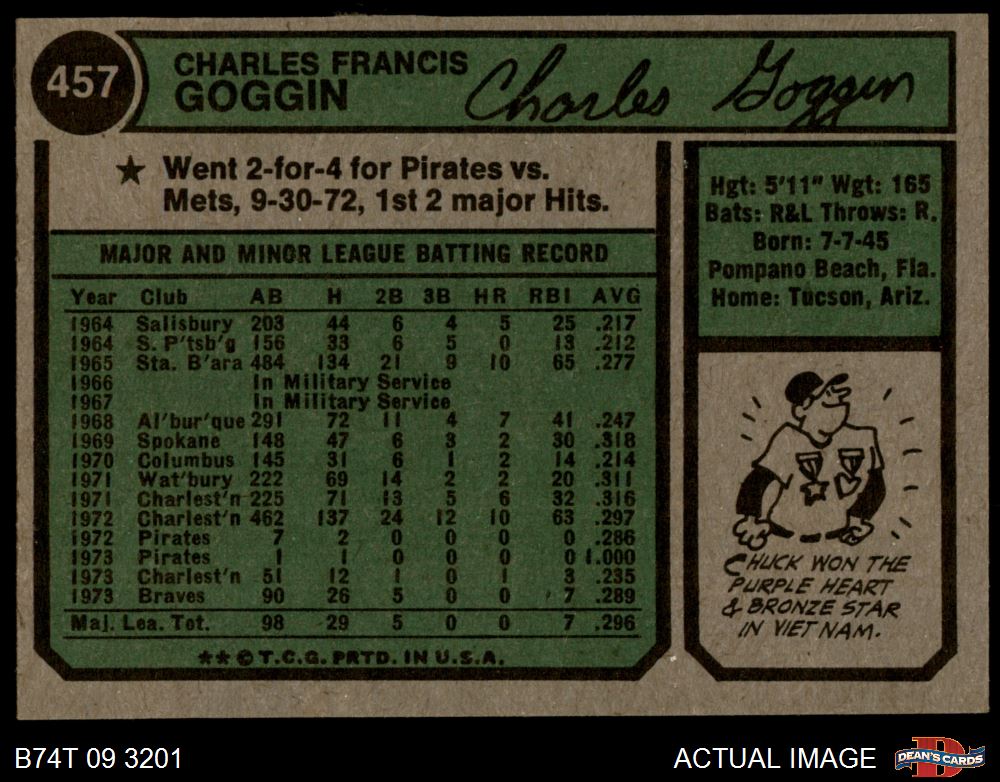 457
CHARLES FRANCIS
GOGGIN
Charles Goggin
★ Went 2-for-4 for Pirates vs.
Mets, 9-30-72, 1st 2 major Hits.
MAJOR AND MINOR LEAGUE BATTING RECORD
Year Club AB H 2B 3B HR RBI AVG
1964 Salisbury 203 44 6 4 5 25 .217
1964 S. P'tsb'g 156 33 6 5 0 13 .212
1965 Sta. B'ara 484 134 21 9 10 65 .277
1966 In Military Service
1967 In Military Service
1968 Al'bur'que 291 72 11 4 7 41 .247
1969 Spokane 148 47 6 3 2 30 .318
1970 Columbus 145 31 6 1 2 14 .214
1971 Wat'bury 222 69 14 2 2 20 .311
1971 Charlest'n 225 71 13 5 6 32 .316
1972 Charlest'n 462 137 24 12 10 63 .297
1972 Pirates 7 2 0 0 0 0 .286
1973 Pirates 1 1 0 0 0 0 1.000
1973 Charlest'n 51 12 1 0 1 3 .235
1973 Braves 90 26 5 0 0 7 .289
Maj. Lea. Tot. 98 29 5 0 0 7 .296
★★ © T.C.G. PRTD. IN U.S.A.
Hgt: 5'11" Wgt: 165
Bats: R&L Throws: R.
Born: 7-7-45
Pompano Beach, Fla.
Home: Tucson, Ariz.
CHUCK WON THE
PURPLE HEART
& BRONZE STAR
IN VIET NAM.
B74T 09 3201
ACTUAL IMAGE
D
DEAN'S CARDS